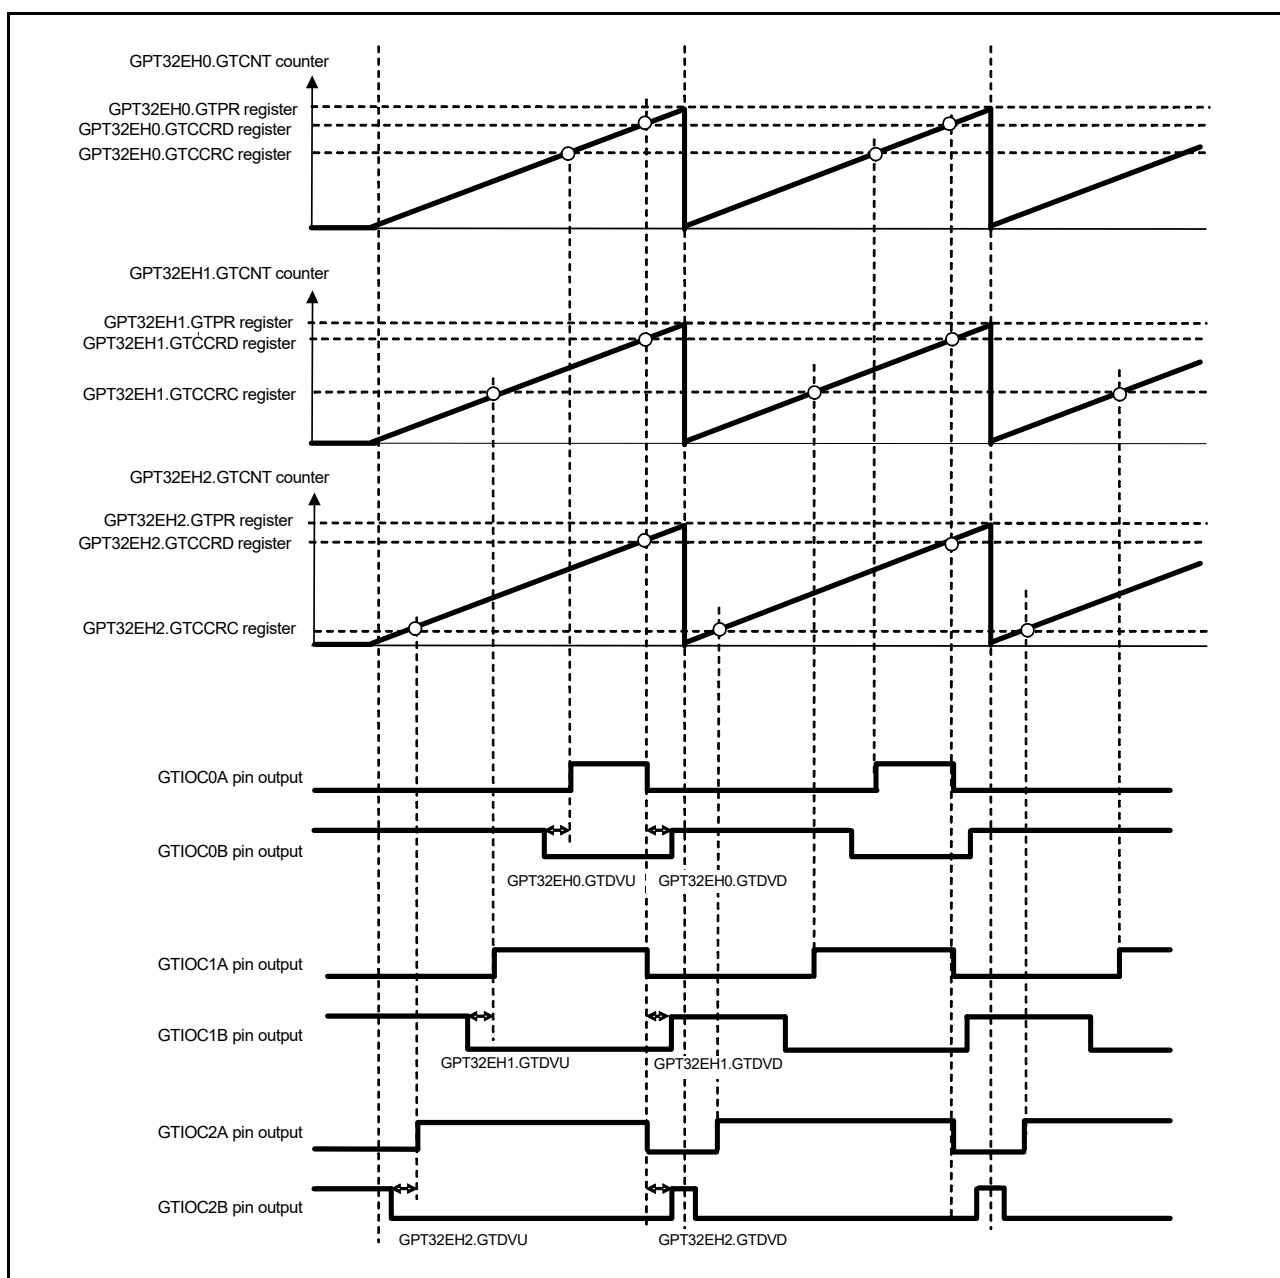 GPT32EH0.GTCNT counter
GPT32EH0.GTPR register
GPT32EH0.GTCCRD register
GPT32EH0.GTCCRC register
GPT32EH1.GTCNT counter
GPT32EH1.GTPR register
GPT32EH1.GTCCRD register
GPT32EH1.GTCCRC register
GPT32EH2.GTCNT counter
GPT32EH2.GTPR register
GPT32EH2.GTCCRD register
GPT32EH2.GTCCRC register
GTIOC0A pin output
GTIOC0B pin output
GPT32EH0.GTDVU
GPT32EH0.GTDVD
GTIOC1A pin output
GTIOC1B pin output
GPT32EH1.GTDVU
GPT32EH1.GTDVD
GTIOC2A pin output
GTIOC2B pin output
GPT32EH2.GTDVU
GPT32EH2.GTDVD